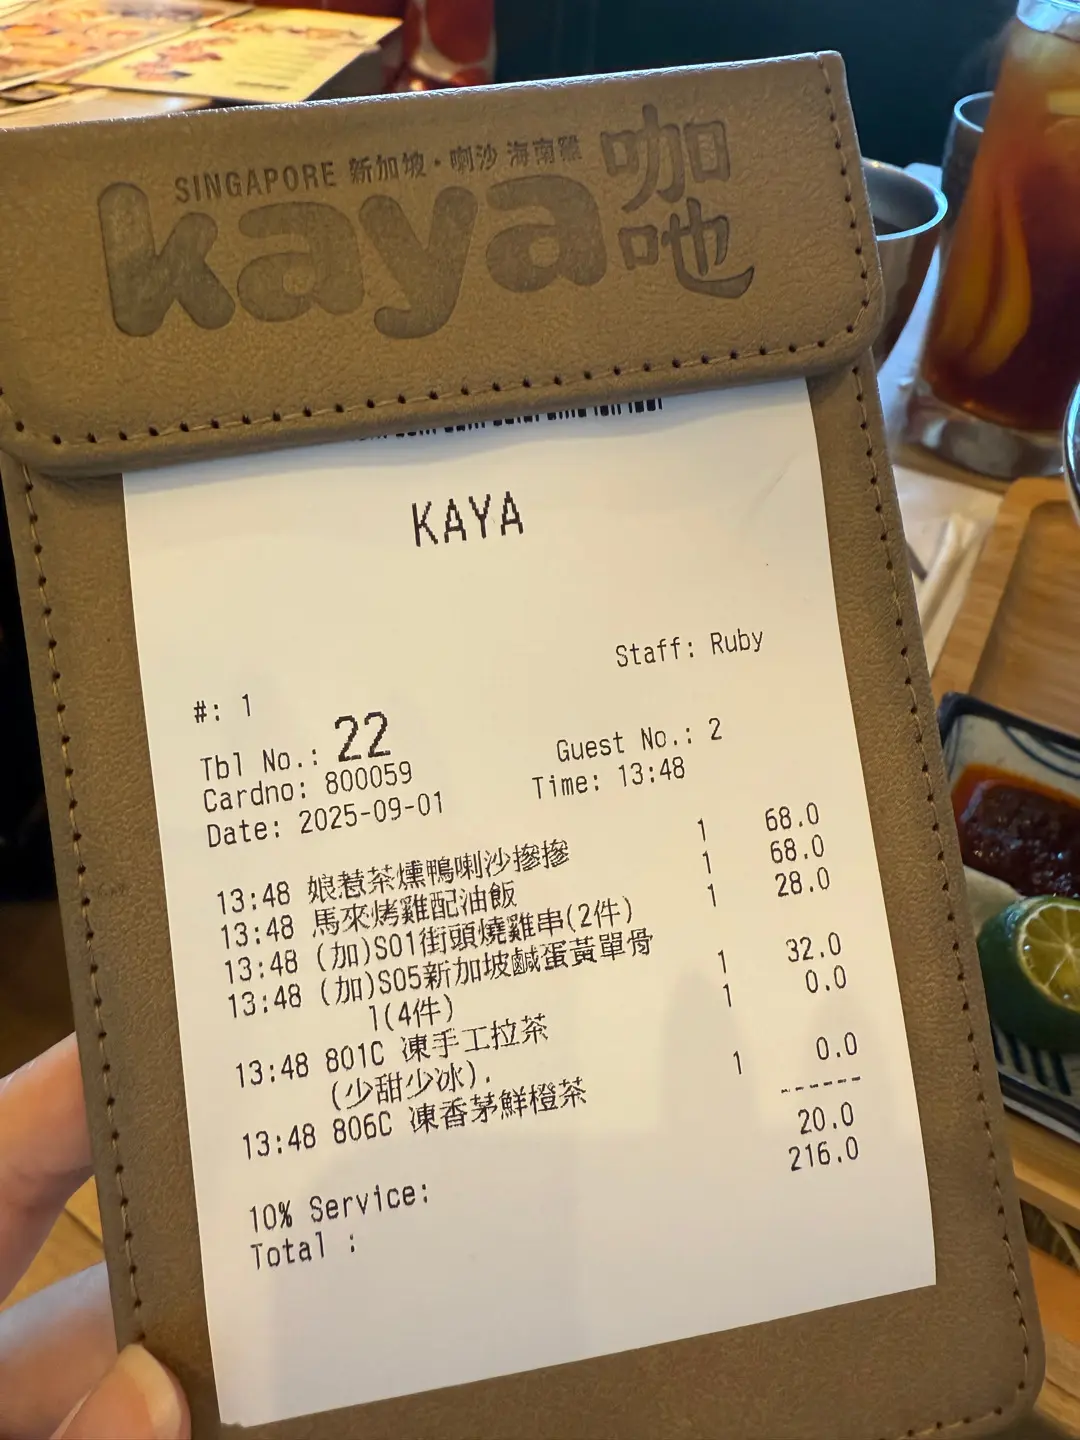 SINGAPORE 新加坡・喇沙 海南雞
kaya 咖吔
KAYA
Staff: Ruby
#: 1
Tbl No.: 22 Guest No.: 2
Cardno: 800059 Time: 13:48
Date: 2025-09-01
13:48 娘惹茶燻鴨喇沙摻摻 1 68.0
13:48 馬來烤雞配油飯 1 68.0
13:48 (加)S01街頭燒雞串(2件) 1 28.0
13:48 (加)S05新加坡鹹蛋黃單骨
1(4件) 1 32.0
13:48 801C 凍手工拉茶 1 0.0
(少甜少冰).
13:48 806C 凍香茅鮮橙茶 1 0.0
--------
10% Service: 20.0
Total : 216.0